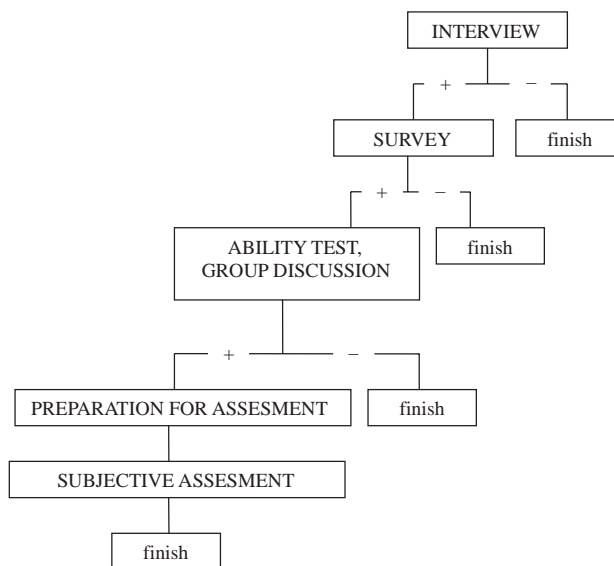 INTERVIEW
+ −
SURVEY
finish
+ −
ABILITY TEST,
GROUP DISCUSSION
finish
+ −
PREPARATION FOR ASSESMENT
finish
SUBJECTIVE ASSESMENT
finish